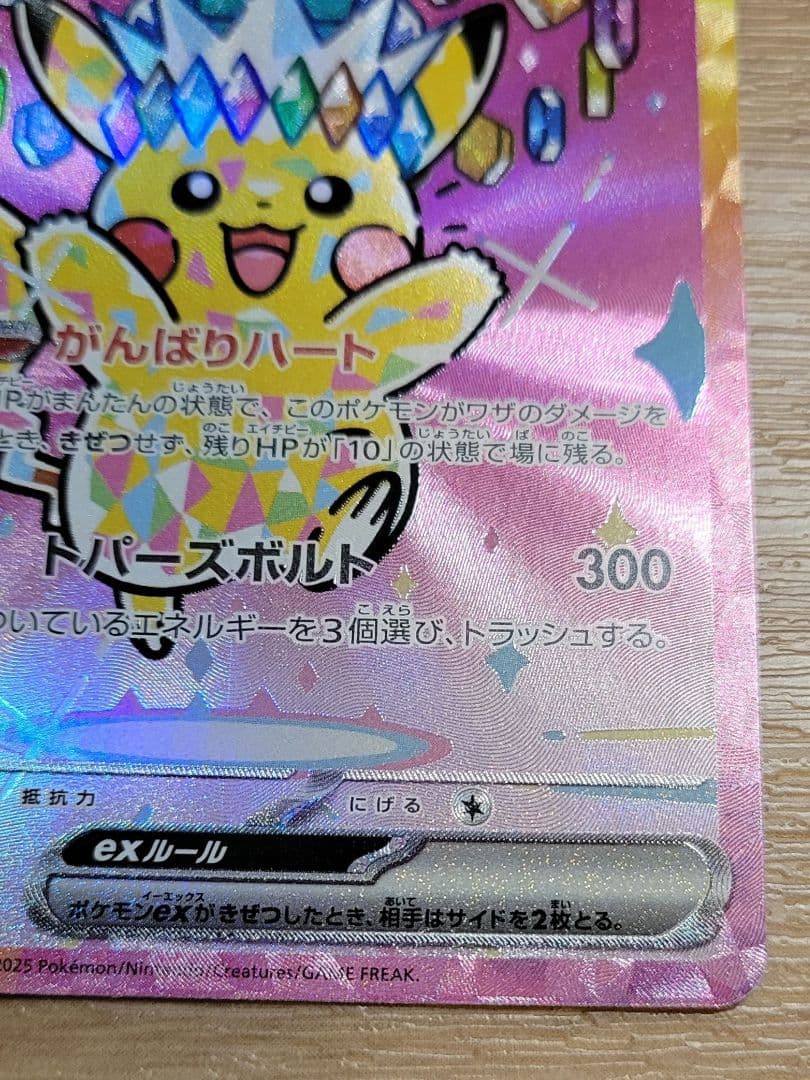 がんばりハート
HPがまんたんの状態で、このポケモンがワザのダメージを
とき、きぜつせず、残りHPが「10」の状態で場に残る。
トパーズボルト 300
ついているエネルギーを3個選び、トラッシュする。
抵抗力 にげる
exルール
ポケモンexがきぜつしたとき、相手はサイドを2枚とる。
2025 Pokémon/Nintendo/Creatures/GAME FREAK.